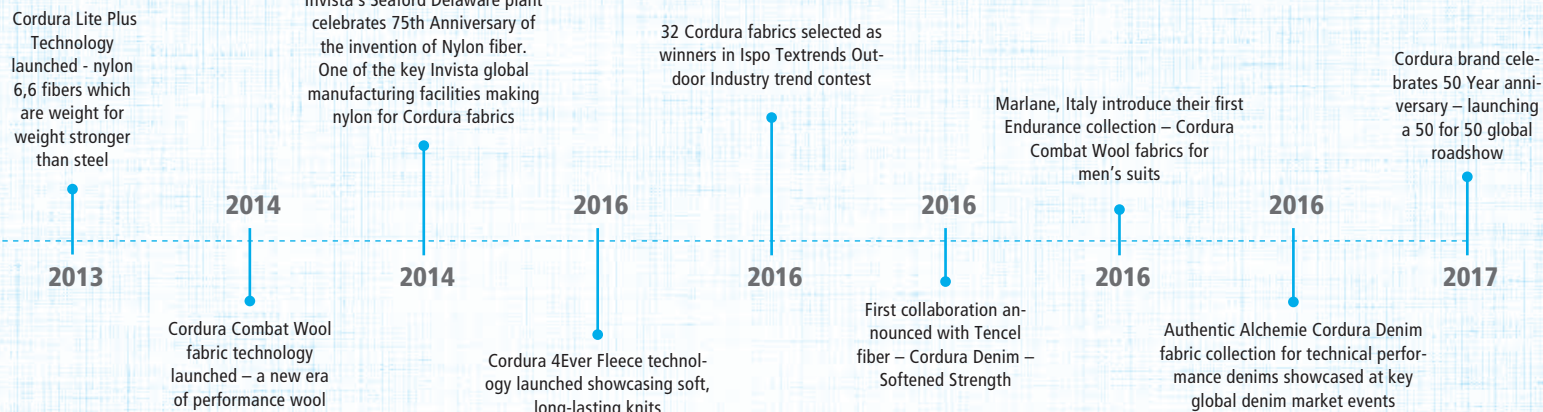 Cordura Lite Plus
Technology
launched - nylon
6,6 fibers which
are weight for
weight stronger
than steel
2013
2014
Cordura Combat Wool
fabric technology
launched – a new era
of performance wool
Invista's Seaford Delaware plant
celebrates 75th Anniversary of
the invention of Nylon fiber.
One of the key Invista global
manufacturing facilities making
nylon for Cordura fabrics
2014
2016
Cordura 4Ever Fleece technol-
ogy launched showcasing soft,
long-lasting knits
32 Cordura fabrics selected as
winners in Ispo Textrends Out-
door Industry trend contest
2016
2016
First collaboration an-
nounced with Tencel
fiber – Cordura Denim –
Softened Strength
Marlane, Italy introduce their first
Endurance collection – Cordura
Combat Wool fabrics for
men's suits
2016
2016
Authentic Alchemie Cordura Denim
fabric collection for technical perfor-
mance denims showcased at key
global denim market events
Cordura brand cele-
brates 50 Year anni-
versary – launching
a 50 for 50 global
roadshow
2017